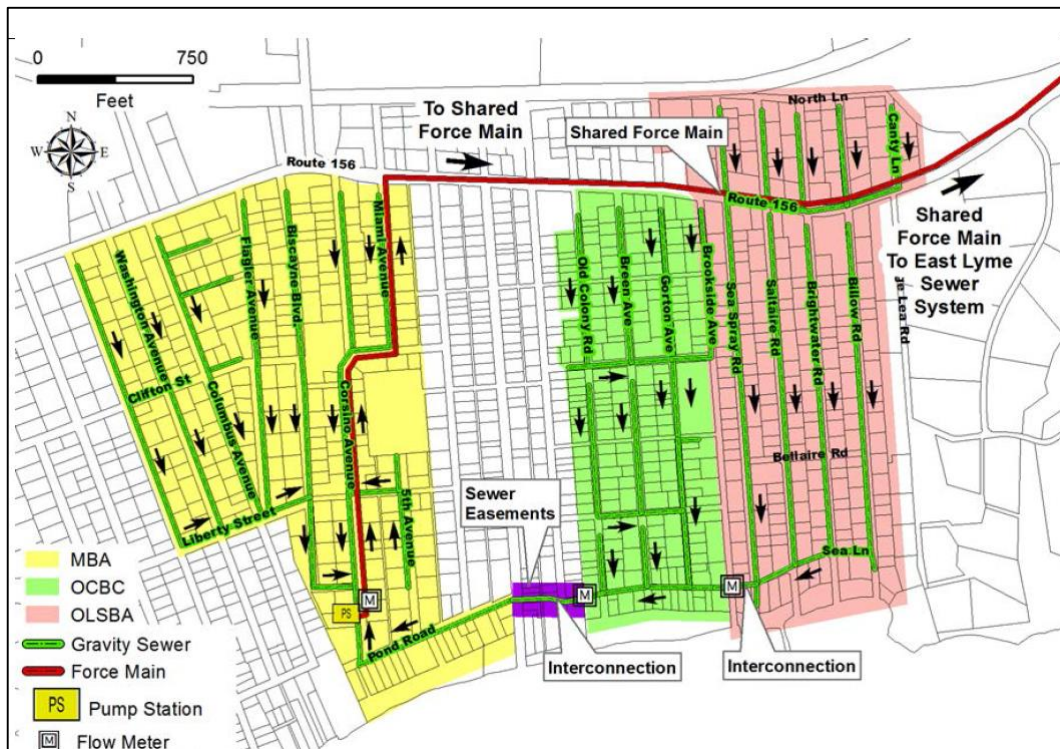 0
750
Feet
N
W
E
S
To Shared
Force Main
Shared Force Main
North Ln
Canty Ln
Route 156
Route 156
Shared
Force Main
To East Lyme
Sewer
System
Lea Rd
Washington Avenue
Flagler Avenue
Biscayne Blvd.
Miami Avenue
Old Colony Rd
Breen Ave
Gorton Ave
Brookside Ave
Sea Spray Rd
Saltaire Rd
Brightwater Rd
Billow Rd
Clifton St
Columbus Avenue
Corsino Avenue
Bellaire Rd
Liberty Street
5th Avenue
Sewer
Easements
Sea Ln
M
M
M
PS
Pond Road
Interconnection
Interconnection
MBA
OCBC
OLSBA
Gravity Sewer
Force Main
PS
Pump Station
M
Flow Meter